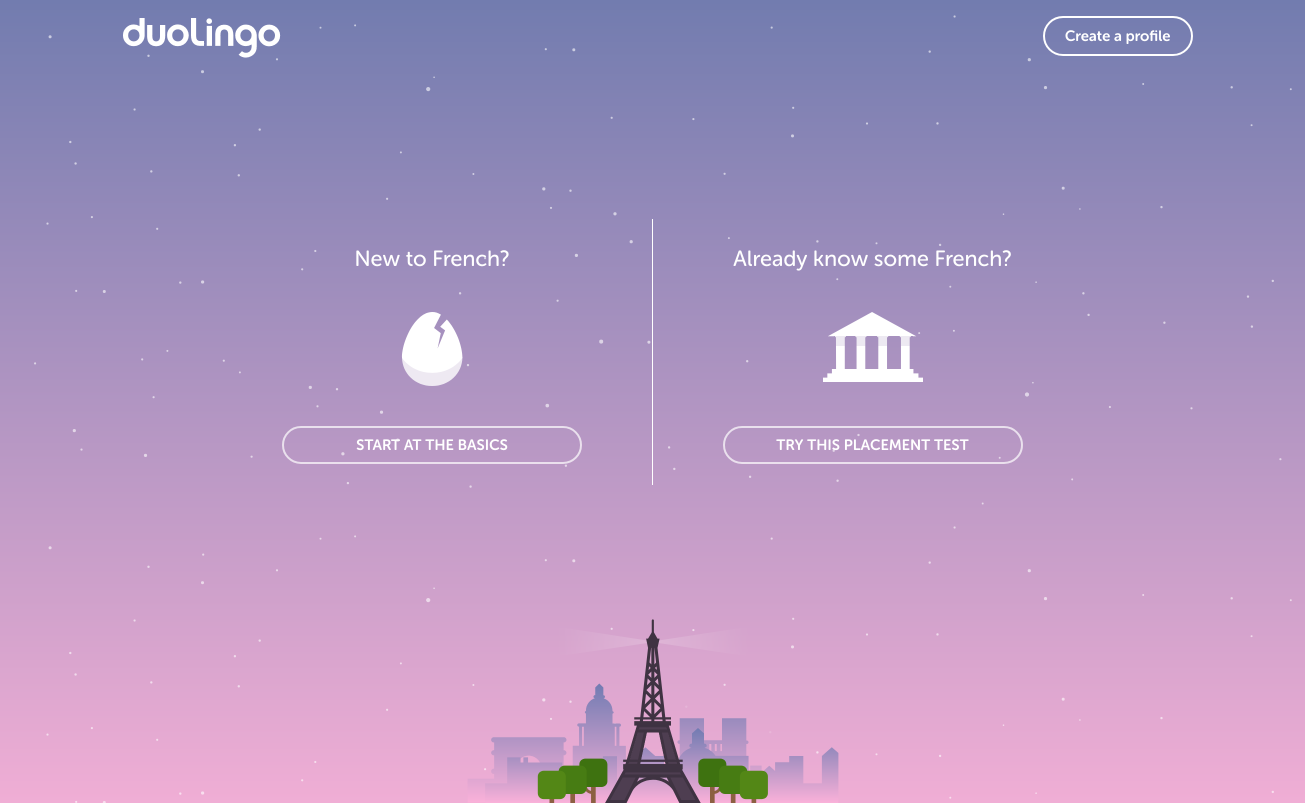 duolingo
Create a profile
New to French?
Already know some French?
START AT THE BASICS
TRY THIS PLACEMENT TEST